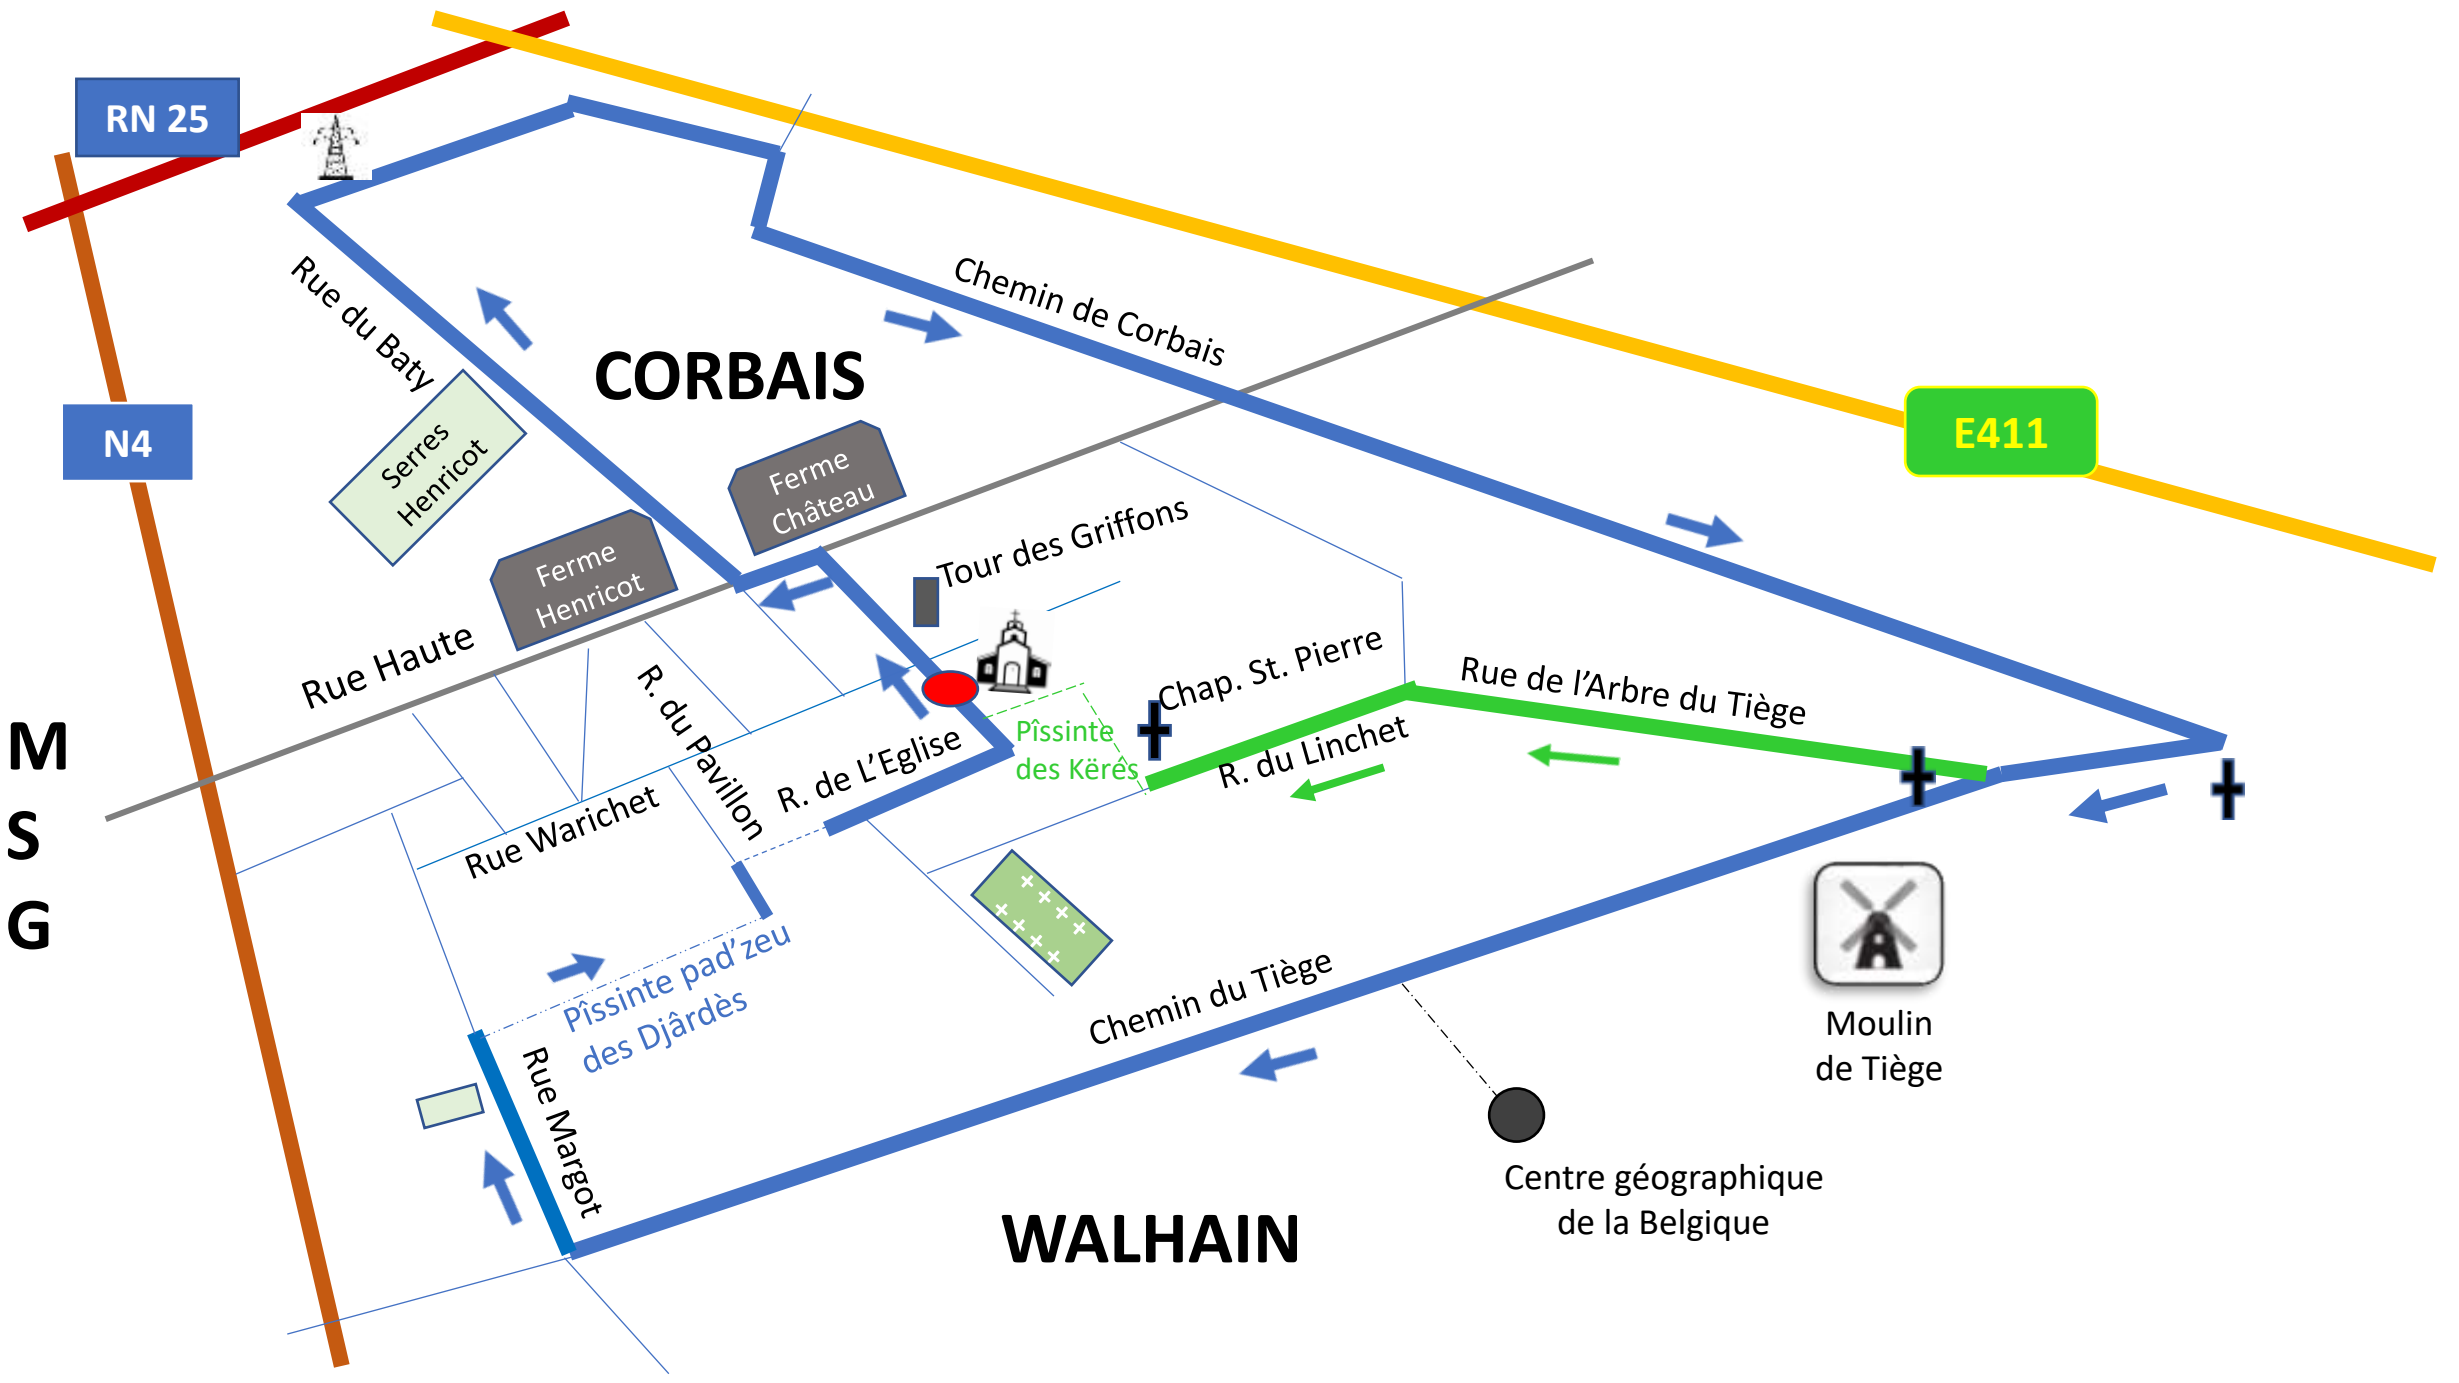 RN 25
N4
E411
Rue du Baty
Chemin de Corbais
CORBAIS
Serres
Henricot
Ferme
Château
Ferme
Henricot
Tour des Griffons
Rue Haute
R. du Pavillon
Chap. St. Pierre
Rue de l’Arbre du Tiège
M
S
G
Pîssinte
des Kërés
R. du Linchet
R. de L’Eglise
Rue Warichet
Pîssinte pad’zeu
des Djârdès
Chemin du Tiège
Moulin
de Tiège
Rue Margot
Centre géographique
de la Belgique
WALHAIN